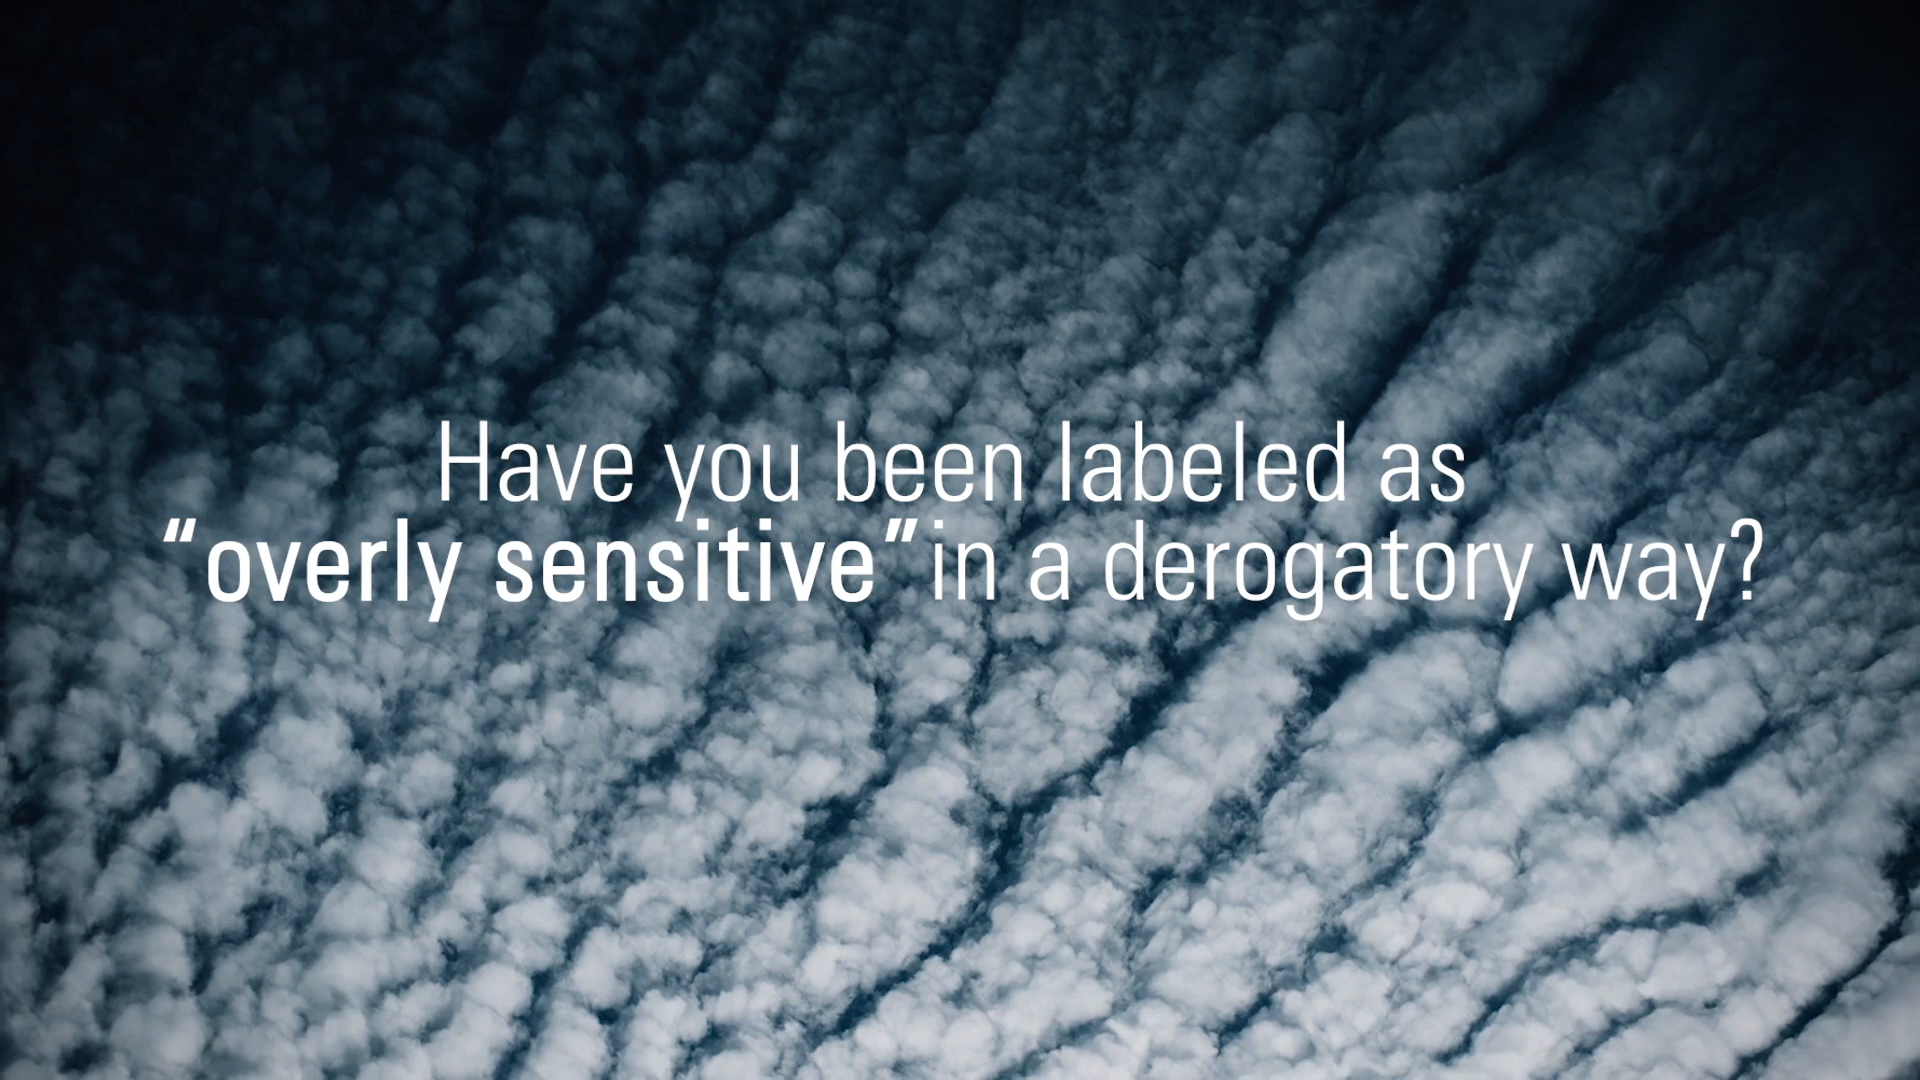 Have you been labeled as
“overly sensitive” in a derogatory way?